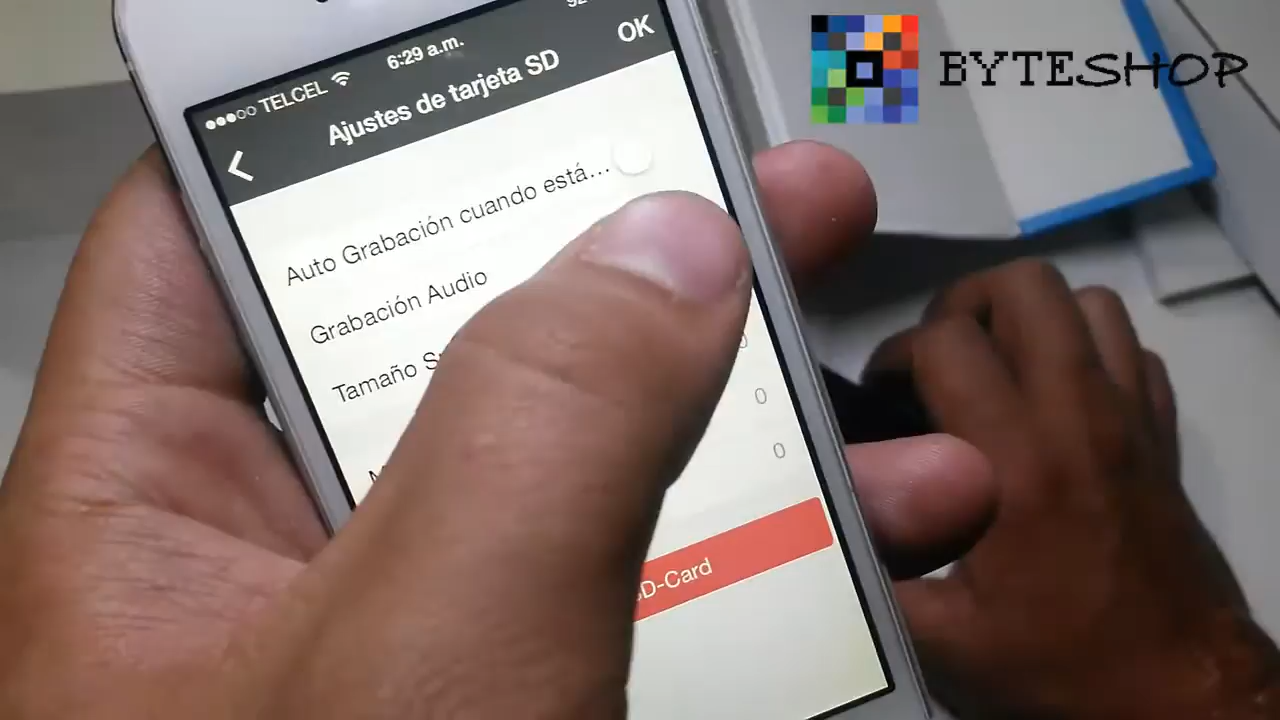 BYTESHOP
TELCEL 6:29 a.m.
Ajustes de tarjeta SD OK
Auto Grabación cuando está...
Grabación Audio
Tamaño
0
0
0
SD-Card